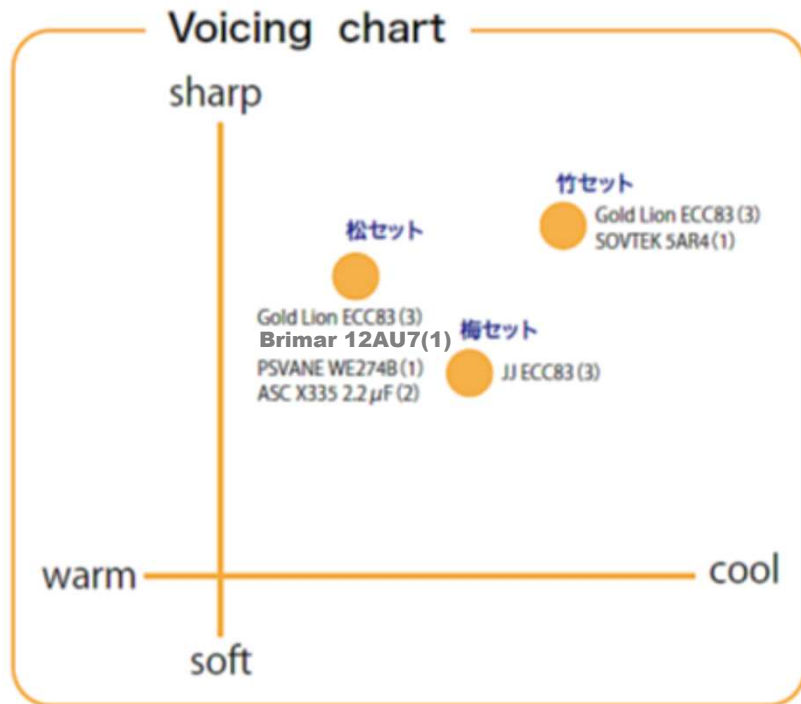 Voicing chart
sharp
竹セット
Gold Lion ECC83(3)
SOVTEK 5AR4(1)
松セット
Gold Lion ECC83(3)
Brimar 12AU7(1)
PSVANE WE274B(1)
ASC X335 2.2μF(2)
梅セット
JJ ECC83(3)
warm
cool
soft